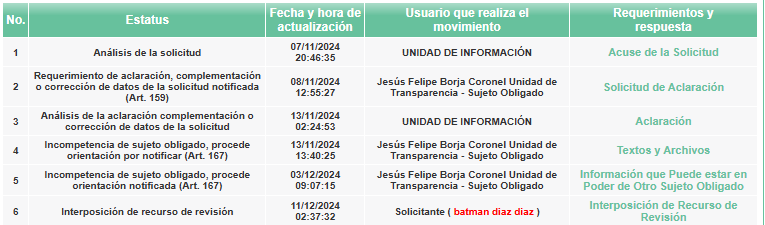 No.
Estatus
Fecha y hora de
actualización
Usuario que realiza el
movimiento
Requerimientos y
respuesta
1
Análisis de la solicitud
07/11/2024
20:46:35
UNIDAD DE INFORMACIÓN
Acuse de la Solicitud
2
Requerimiento de aclaración, complementación
o corrección de datos de la solicitud notificada
(Art. 159)
08/11/2024
12:55:27
Jesús Felipe Borja Coronel Unidad de
Transparencia - Sujeto Obligado
Solicitud de Aclaración
3
Análisis de la aclaración complementación o
corrección de datos de la solicitud
13/11/2024
02:24:53
UNIDAD DE INFORMACIÓN
Aclaración
4
Incompetencia de sujeto obligado, procede
orientación por notificar (Art. 167)
13/11/2024
13:40:25
Jesús Felipe Borja Coronel Unidad de
Transparencia - Sujeto Obligado
Textos y Archivos
5
Incompetencia de sujeto obligado, procede
orientación notificada (Art. 167)
03/12/2024
09:07:15
Jesús Felipe Borja Coronel Unidad de
Transparencia - Sujeto Obligado
Información que Puede estar en
Poder de Otro Sujeto Obligado
6
Interposición de recurso de revisión
11/12/2024
02:37:32
Solicitante ( batman diaz diaz )
Interposición de Recurso de
Revisión